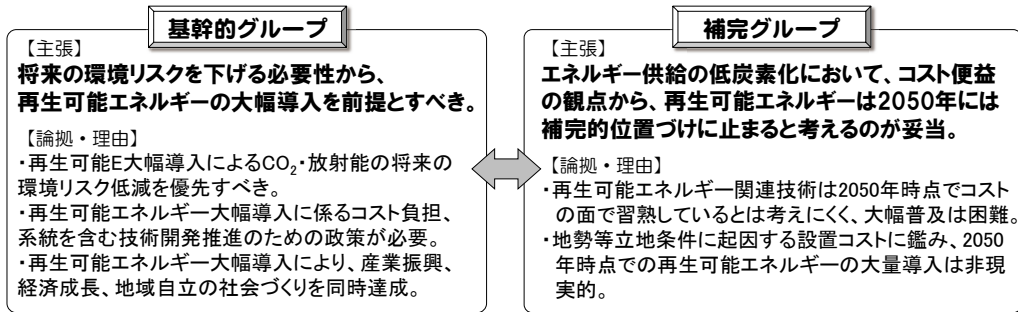 基幹的グループ
【主張】
将来の環境リスクを下げる必要性から、
再生可能エネルギーの大幅導入を前提とすべき。
【論拠・理由】
・再生可能E大幅導入によるCO₂・放射能の将来の
環境リスク低減を優先すべき。
・再生可能エネルギー大幅導入に係るコスト負担、
系統を含む技術開発推進のための政策が必要。
・再生可能エネルギー大幅導入により、産業振興、
経済成長、地域自立の社会づくりを同時達成。
補完グループ
【主張】
エネルギー供給の低炭素化において、コスト便益
の観点から、再生可能エネルギーは2050年には
補完的位置づけに止まると考えるのが妥当。
【論拠・理由】
・再生可能エネルギー関連技術は2050年時点でコスト
の面で習熟しているとは考えにくく、大幅普及は困難。
・地勢等立地条件に起因する設置コストに鑑み、2050
年時点での再生可能エネルギーの大量導入は非現
実的。